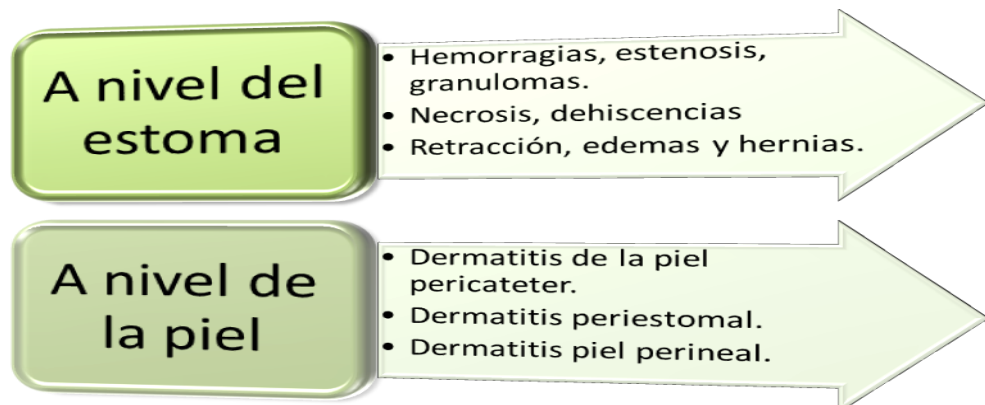 A nivel del
estoma
• Hemorragias, estenosis,
granulomas.
• Necrosis, dehiscencias
• Retracción, edemas y hernias.
A nivel de
la piel
• Dermatitis de la piel
pericateter.
• Dermatitis periestomal.
• Dermatitis piel perineal.